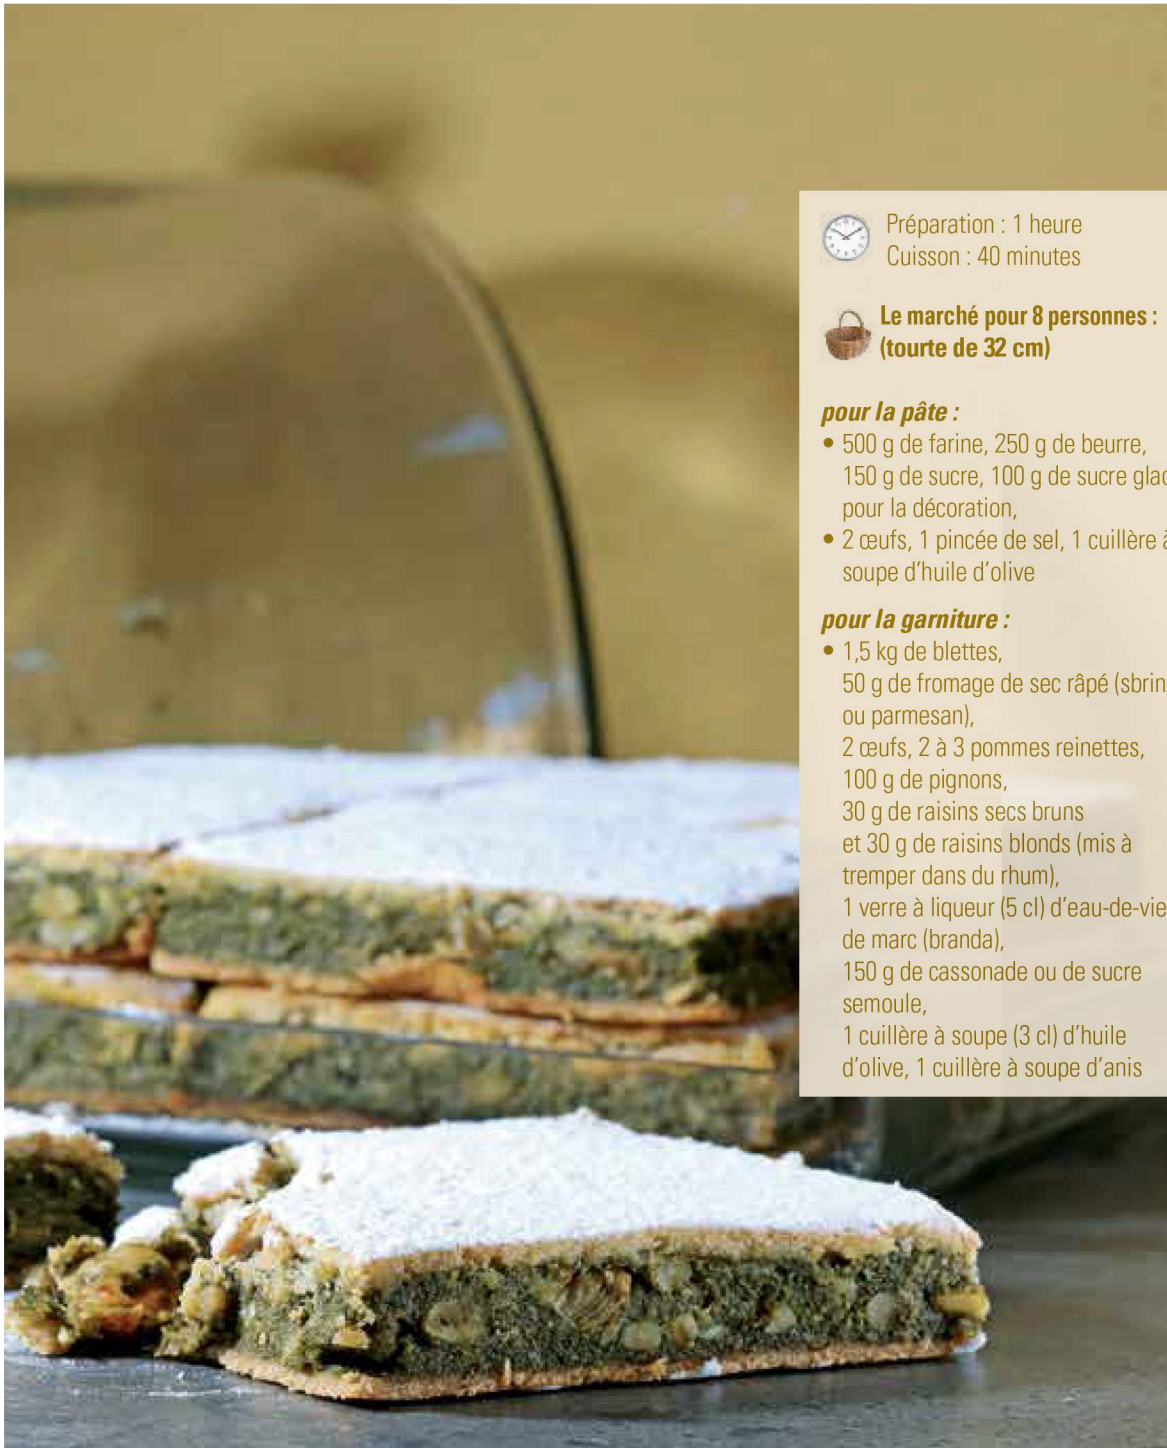 Préparation : 1 heure
Cuisson : 40 minutes
Le marché pour 8 personnes :
(tourte de 32 cm)
pour la pâte :
• 500 g de farine, 250 g de beurre,
150 g de sucre, 100 g de sucre glac
pour la décoration,
• 2 œufs, 1 pincée de sel, 1 cuillère à
soupe d’huile d’olive
pour la garniture :
• 1,5 kg de blettes,
50 g de fromage de sec râpé (sbrin
ou parmesan),
2 œufs, 2 à 3 pommes reinettes,
100 g de pignons,
30 g de raisins secs bruns
et 30 g de raisins blonds (mis à
tremper dans du rhum),
1 verre à liqueur (5 cl) d’eau-de-vie
de marc (branda),
150 g de cassonade ou de sucre
semoule,
1 cuillère à soupe (3 cl) d’huile
d’olive, 1 cuillère à soupe d’anis